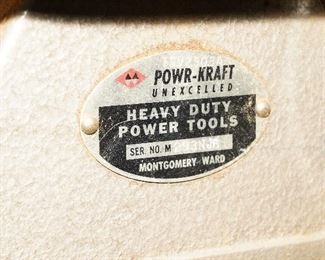 POWR-KRAFT
UNEXCELLED
HEAVY DUTY
POWER TOOLS
SER. NO. M
MONTGOMERY WARD